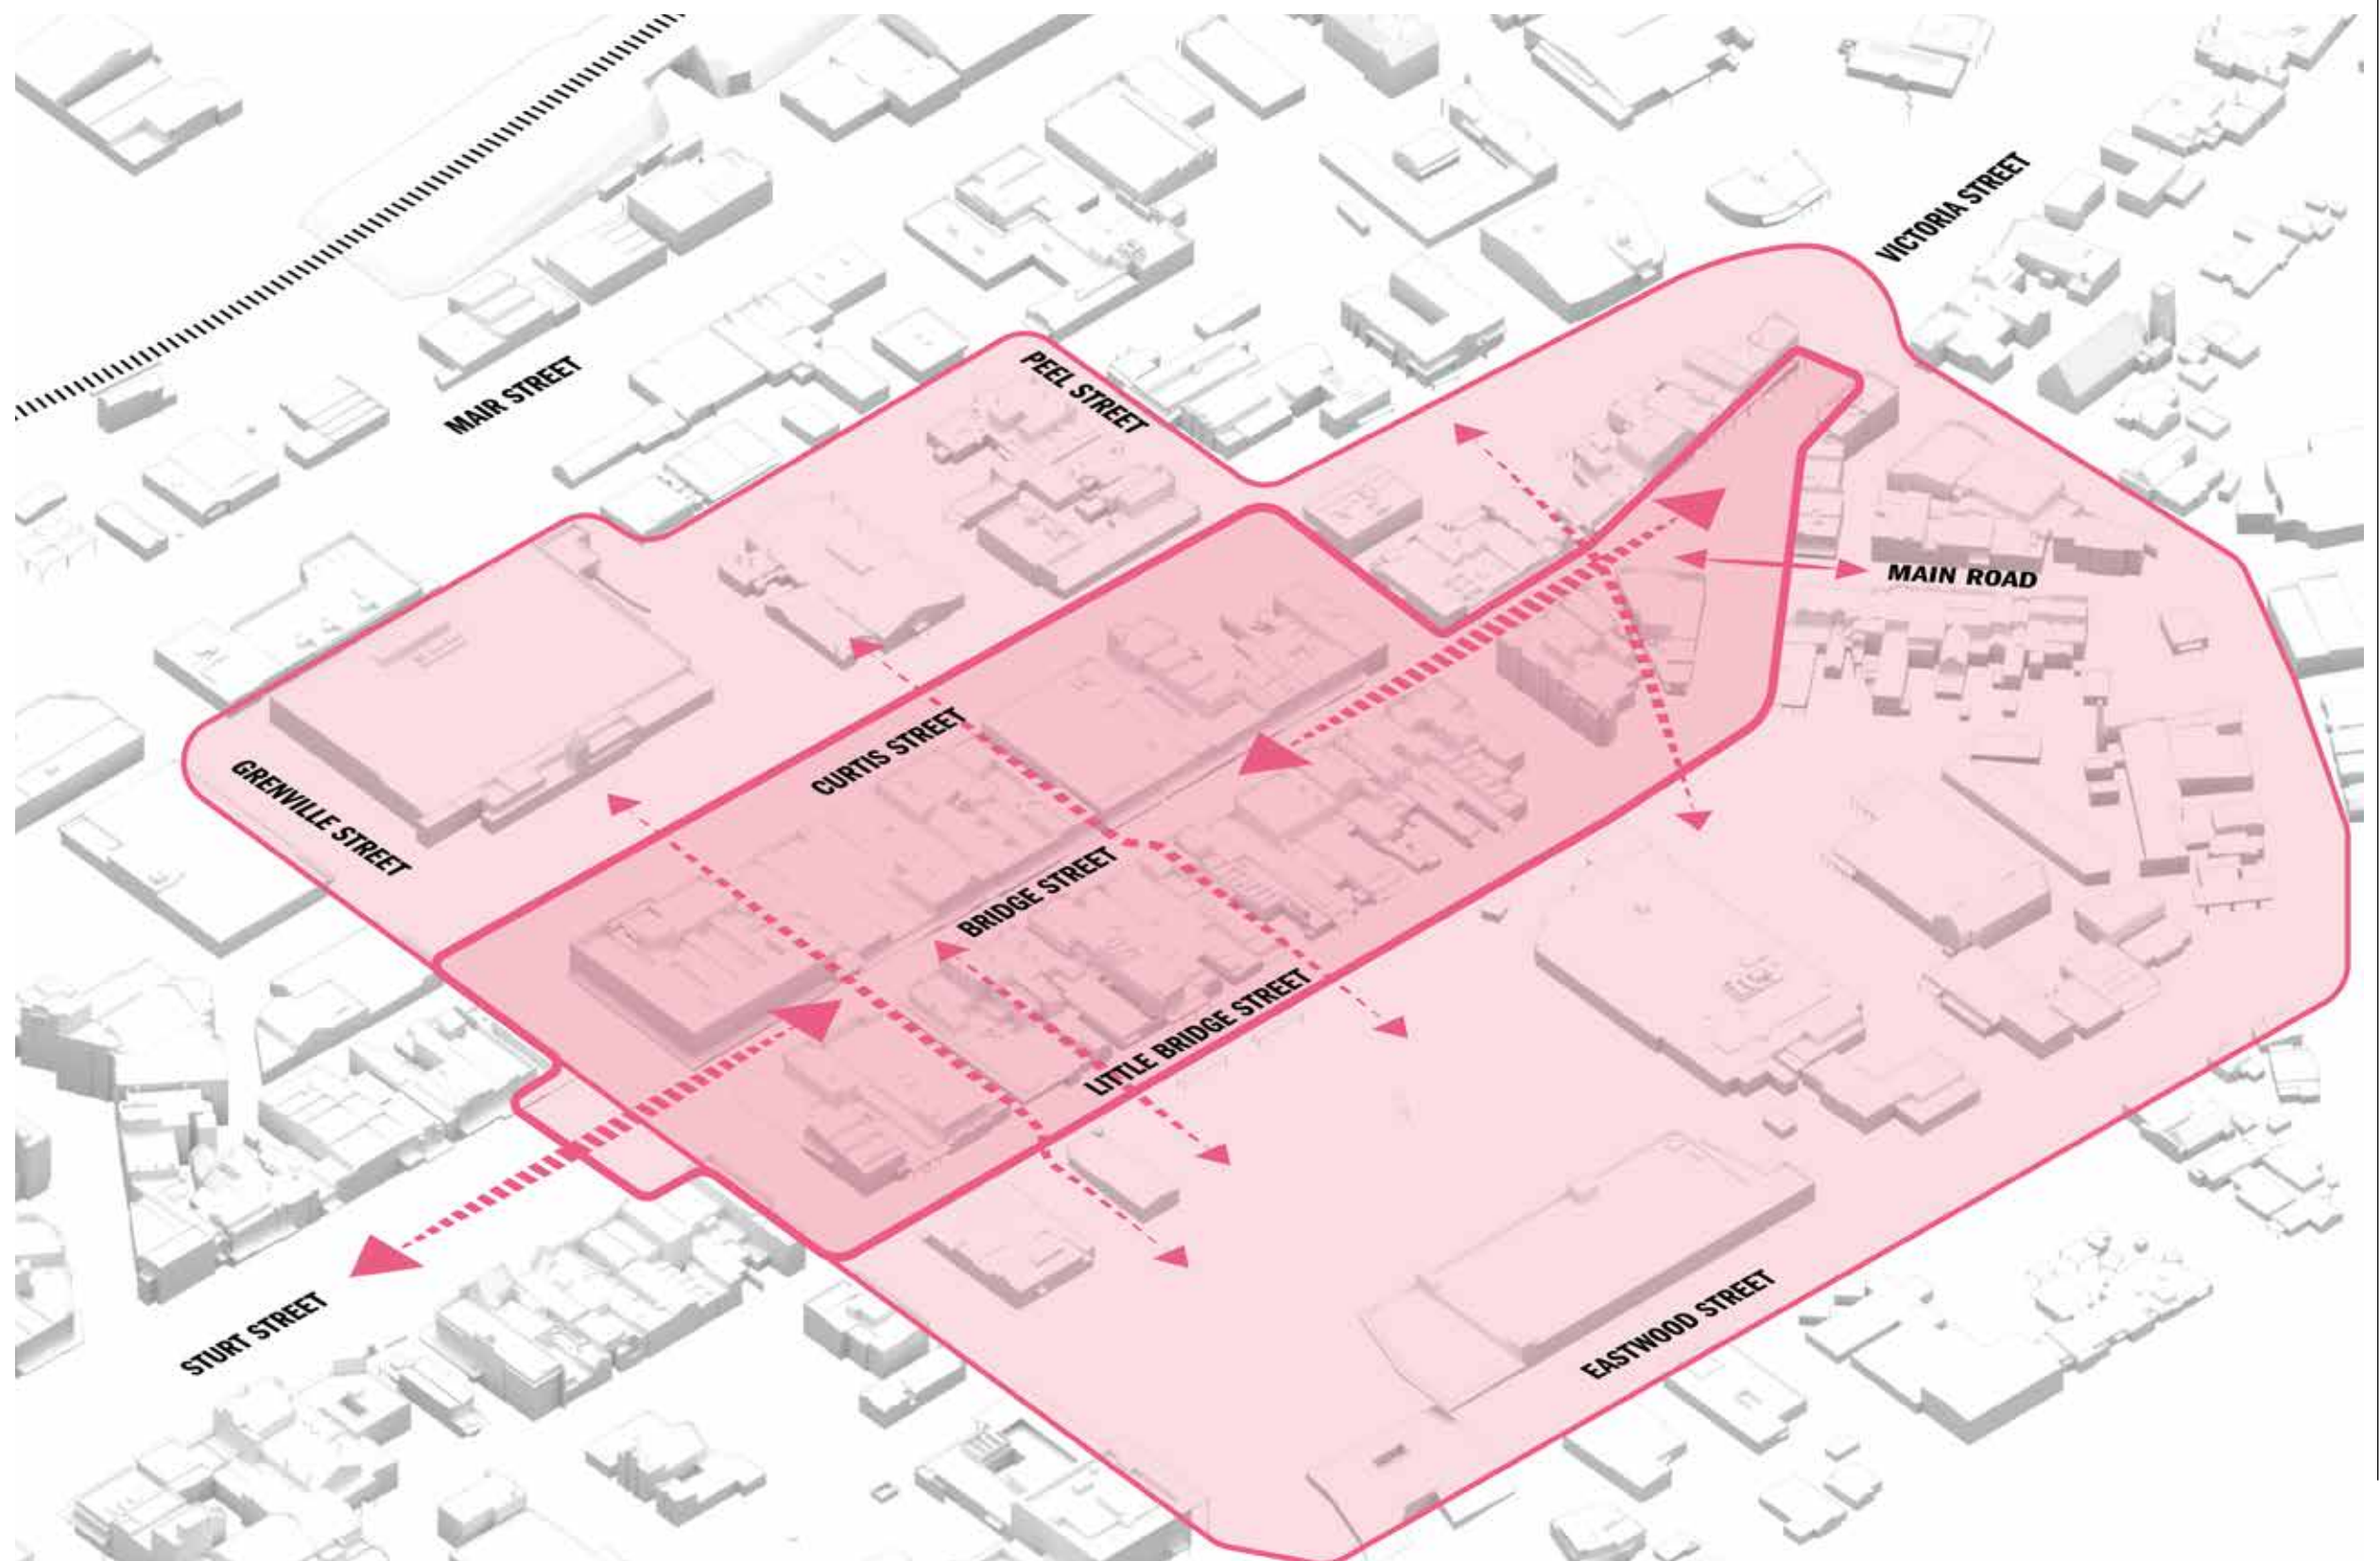 VICTORIA STREET
MAIR STREET
PEEL STREET
MAIN ROAD
CURTIS STREET
GRENVILLE STREET
BRIDGE STREET
LITTLE BRIDGE STREET
STURT STREET
EASTWOOD STREET